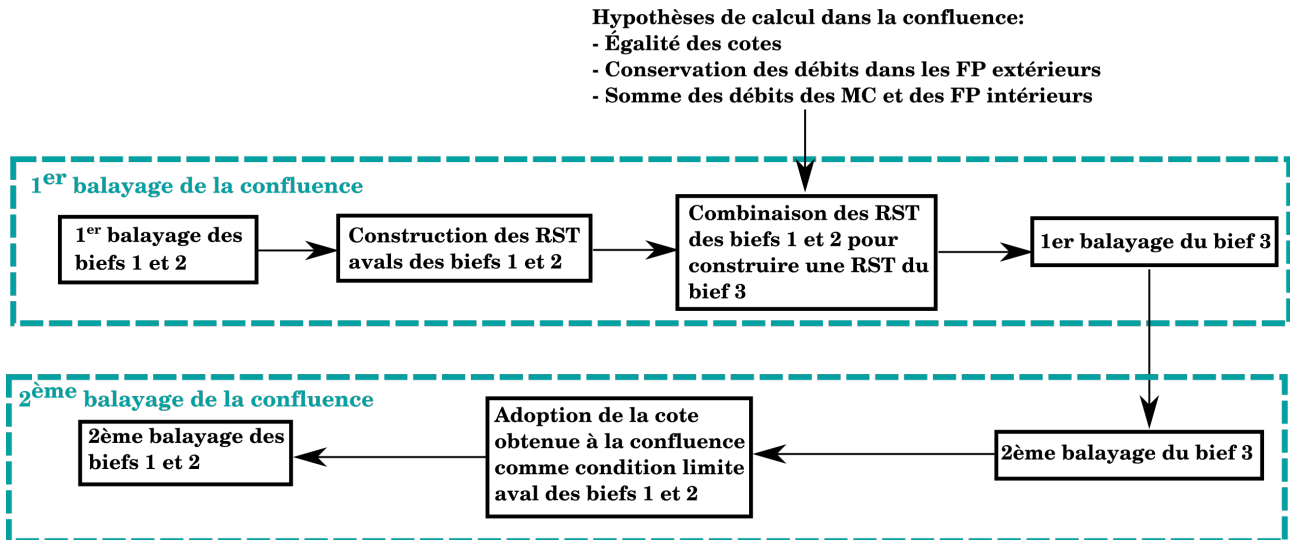 Hypothèses de calcul dans la confluence:
- Égalité des cotes
- Conservation des débits dans les FP extérieurs
- Somme des débits des MC et des FP intérieurs
1er balayage de la confluence
1er balayage des
biefs 1 et 2
Construction des RST
avals des biefs 1 et 2
Combinaison des RST
des biefs 1 et 2 pour
construire une RST du
bief 3
1er balayage du bief 3
2ème balayage de la confluence
2ème balayage des
biefs 1 et 2
Adoption de la cote
obtenue à la confluence
comme condition limite
aval des biefs 1 et 2
2ème balayage du bief 3